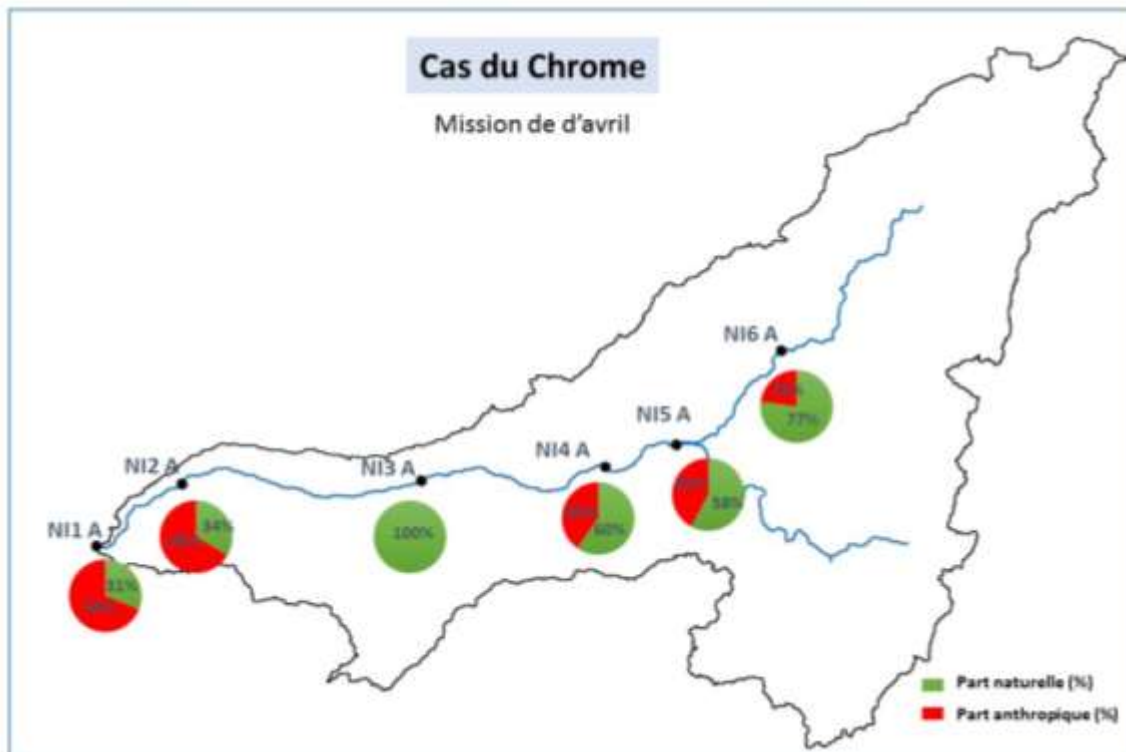 Cas du Chrome
Mission de d'avril
NI6 A
77%
NI5 A
58%
NI4 A
60%
NI3 A
100%
NI2 A
34%
NI1 A
31%
Part naturelle (%)
Part anthropique (%)